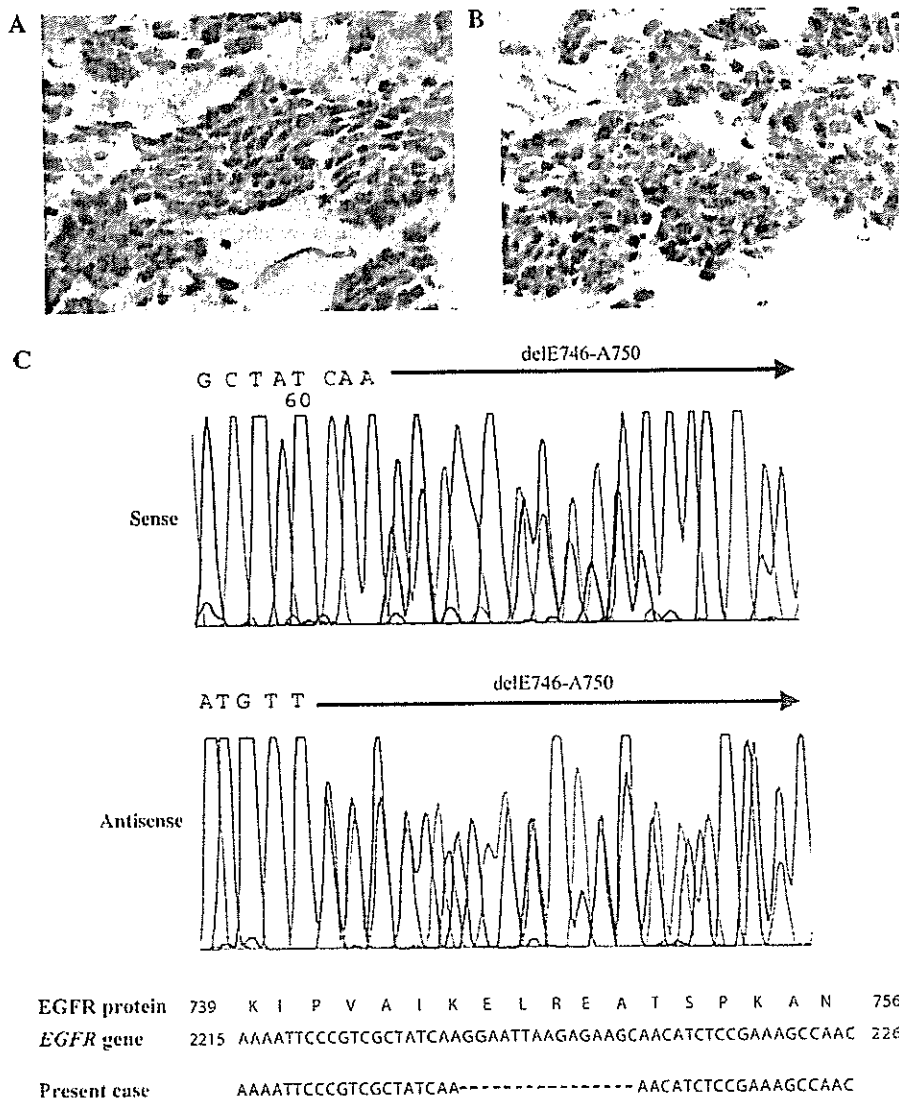 A
B
C
delE746-A750
G C T A T C A A
60
Sense
delE746-A750
A T G T T
Antisense
EGFR protein 739 K I P V A I K E L R E A T S P K A N 756
EGFR gene 2215 AAAATTCCCGTCGCTATCAAGGAATTAAGAGAAGCAACATCTCCGAAAGCCAAC 226
Present case AAAATTCCCGTCGCTATCAA---------------AACATCTCCGAAAGCCAAC